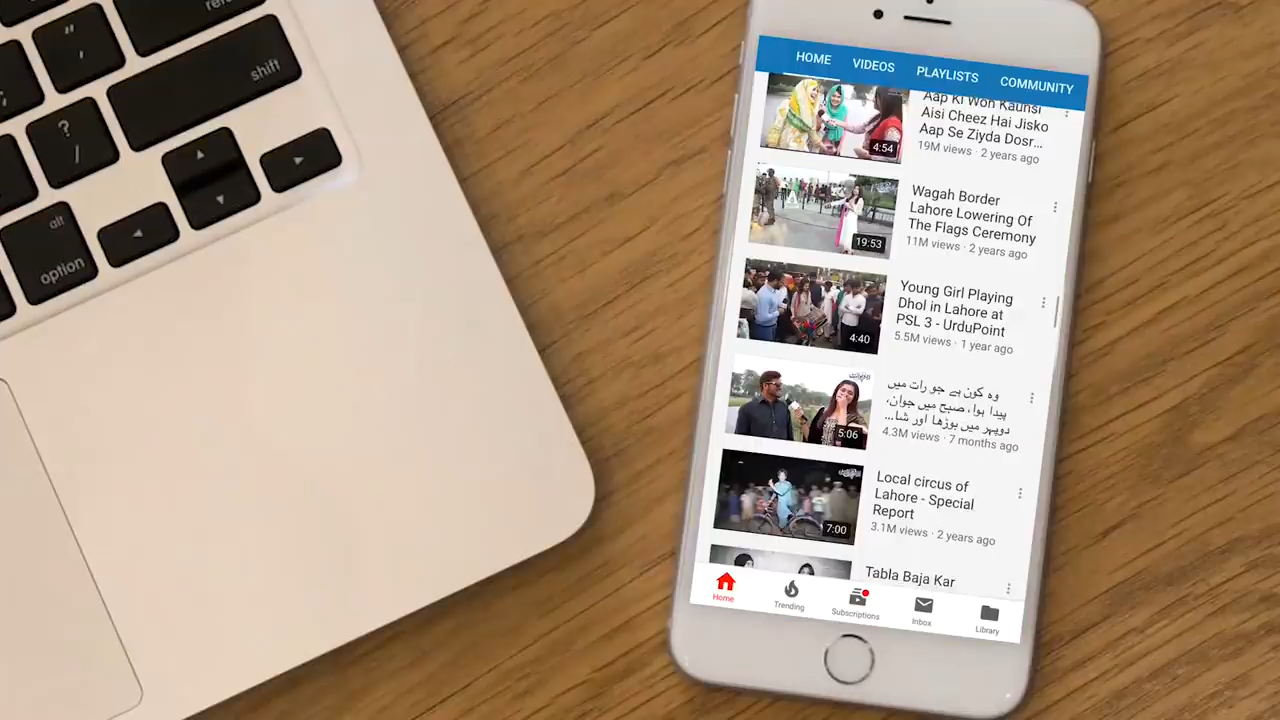 refresh
"
,
shift
;
?
/
alt
option
HOME VIDEOS PLAYLISTS COMMUNITY
Aap Ki Woh Kaunsi
Aisi Cheez Hai Jisko
Aap Se Ziyda Dosr...
19M views · 2 years ago
4:54
Wagah Border
Lahore Lowering Of
The Flags Ceremony
11M views · 2 years ago
19:53
Young Girl Playing
Dhol in Lahore at
PSL 3 - UrduPoint
5.5M views · 1 year ago
4:40
وہ کون ہے جو رات میں
پیدا ہوا، صبح میں جوان،
دوپہر میں بوڑھا اور شا...
4.3M views · 7 months ago
5:06
Local circus of
Lahore - Special
Report
3.1M views · 2 years ago
7:00
Tabla Baja Kar
Home Trending Subscriptions Inbox Library